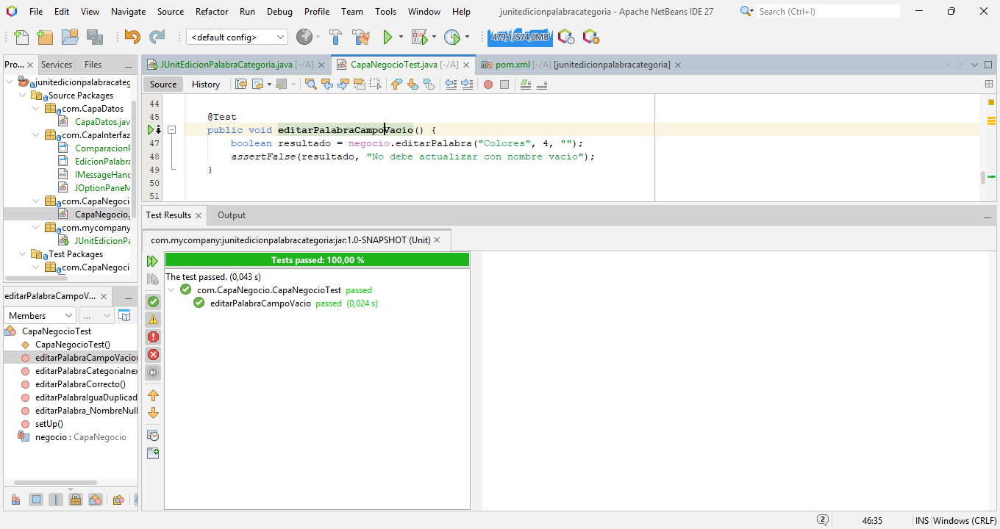 File Edit View Navigate Source Refactor Run Debug Profile Team Tools Window Help junitedicionpalabracategoria - Apache NetBeans IDE 27 Search (Ctrl+I)
<default config> 479,1/574,0MB
Pro... Services Files
JUnitEdicionPalabraCategoria.java [-/A] CapaNegocioTest.java [-/A] pom.xml [-/A] [junitedicionpalabracategoria]
Source History
junitedicionpalabracateg
Source Packages
com.CapaDatos
CapaDatos.jav
com.CapaInterfaz
ComparacionP
EdicionPalabra
IMessageHand
JOptionPaneM
com.CapaNegoci
CapaNegocio.
com.mycompany
JUnitEdicionPa
Test Packages
com.CapaNegoci
44
45 @Test
public void editarPalabraCampoVacio() {
47 boolean resultado = negocio.editarPalabra("Colores", 4, "");
48 assertFalse(resultado, "No debe actualizar con nombre vacío");
49 }
50
51
Test Results Output
com.mycompany:junitedicionpalabracategoria:jar:1.0-SNAPSHOT (Unit)
Tests passed: 100,00 %
The test passed. (0,043 s)
com.CapaNegocio.CapaNegocioTest passed
editarPalabraCampoVacio passed (0,024 s)
editarPalabraCampoV...
Members ...
CapaNegocioTest
CapaNegocioTest()
editarPalabraCampoVacio(
editarPalabraCategoriaInex
editarPalabraCorrecto()
editarPalabraIguaDuplicad
editarPalabra_NombreNull
setUp()
negocio : CapaNegocio
2 46:35 INS Windows (CRLF)